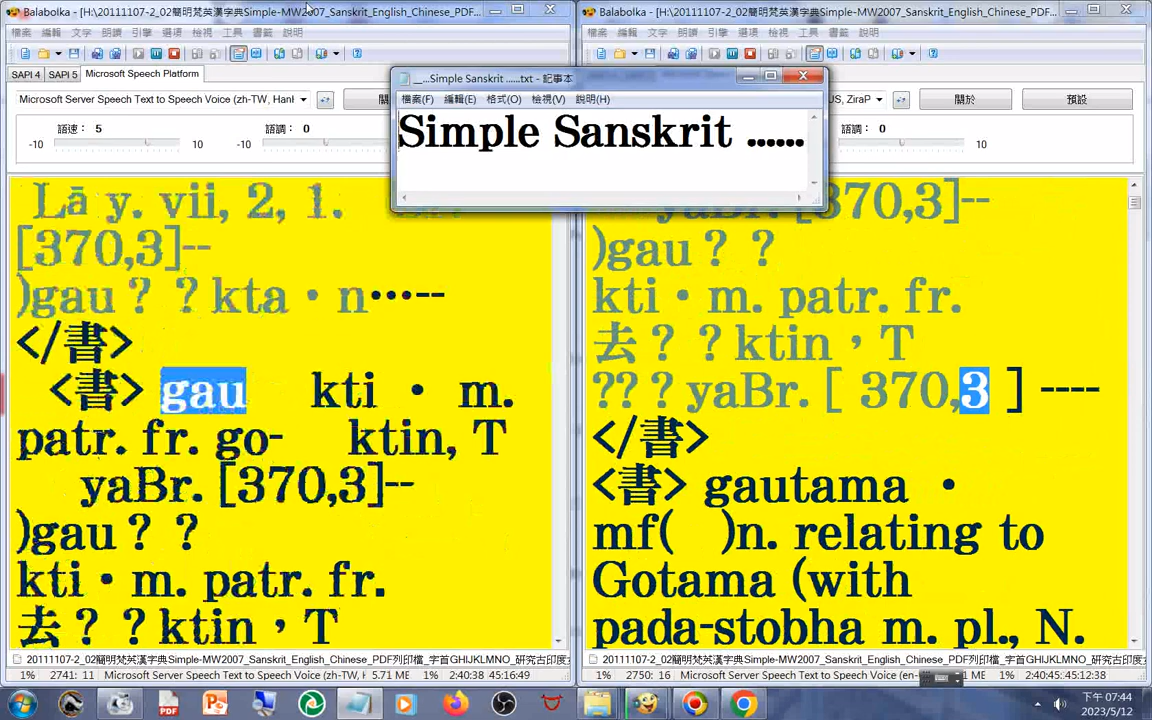 Balabolka - [H:\20111107-2_02簡明梵英漢字典Simple-MW2007_Sanskrit_English_Chinese_PDF...
檔案 編輯 文字 朗讀 引擎 選項 檢視 工具 書籤 說明
SAPI 4 SAPI 5 Microsoft Speech Platform
Microsoft Server Speech Text to Speech Voice (zh-TW, HanH
語速： 5 語調： 0
-10 10 -10
Lā y. vii, 2, 1.
[370,3]--
)gau？？kta・n•••--
</書>
<書> gau kti ・ m.
patr. fr. go- ktin, T
yaBr. [370,3]--
)gau？？
kti・m. patr. fr.
去？？ktin，T
20111107-2_02簡明梵英漢字典Simple-MW2007_Sanskrit_English_Chinese_PDF列印檔_字首GHIJKLMNO_研究古印度
1% 2741: 11 Microsoft Server Speech Text to Speech Voice (zh-TW, 5.71 MB 1% 2:40:38 45:16:49
__...Simple Sanskrit ......txt - 記事本
檔案(F) 編輯(E) 格式(O) 檢視(V) 說明(H)
Simple Sanskrit ......
Balabolka - [H:\20111107-2_02簡明梵英漢字典Simple-MW2007_Sanskrit_English_Chinese_PDF...
檔案 編輯 文字 朗讀 引擎 選項 檢視 工具 書籤 說明
US, ZiraP 關於 預設
語調： 0
10 -10 10
yaBr. [370,3]--
)gau？？
kti・m. patr. fr.
去？？ktin，T
??？yaBr. [ 370,3 ] ----
</書>
<書> gautama ・
mf( )n. relating to
Gotama (with
pada-stobha m. pl., N.
20111107-2_02簡明梵英漢字典Simple-MW2007_Sanskrit_English_Chinese_PDF列印檔_字首GHIJKLMNO_研究古印度
1% 2750: 16 Microsoft Server Speech Text to Speech Voice (en- 1% 2:40:45 45:12:38
下午 07:44
2023/5/12